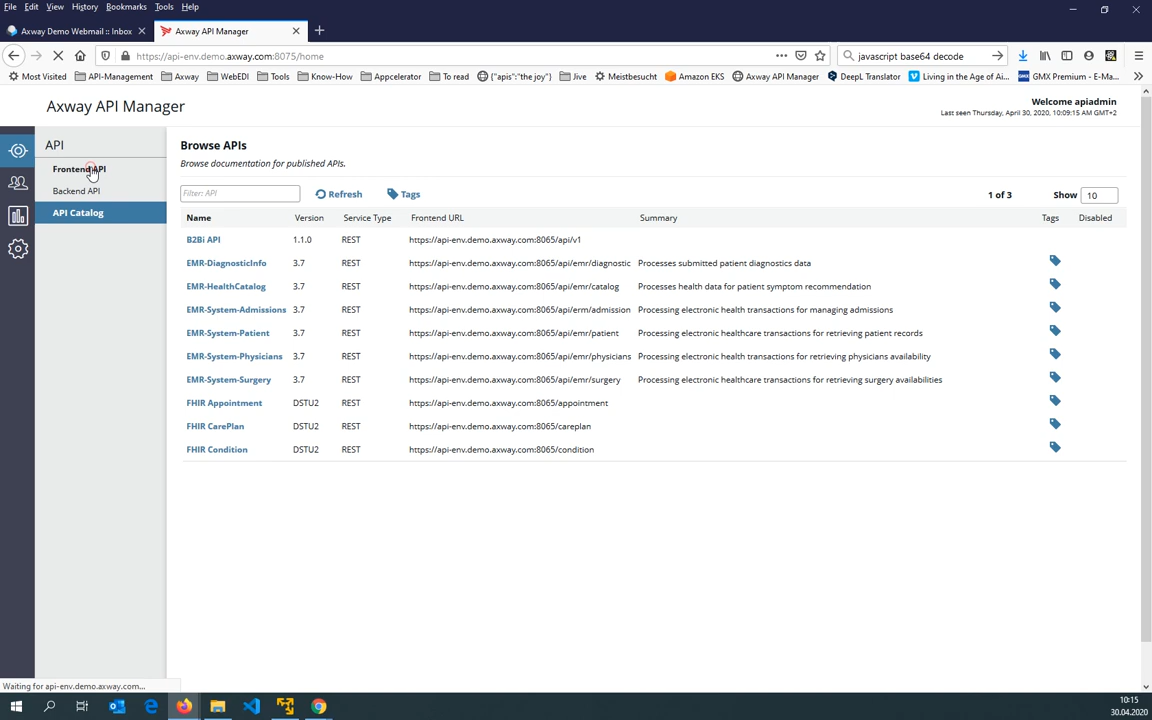 File Edit View History Bookmarks Tools Help
Axway Demo Webmail :: Inbox
Axway API Manager
https://api-env.demo.axway.com:8075/home
javascript base64 decode
Most Visited API-Management Axway WebEDI Tools Know-How Appcelerator To read {"apis":"the joy"} Jive Meistbesucht Amazon EKS Axway API Manager DeepL Translator Living in the Age of Ai... GMX Premium - E-Ma...
Axway API Manager
Welcome apiadmin
Last seen Thursday, April 30, 2020, 10:09:15 AM GMT+2
API
Frontend API
Backend API
API Catalog
Browse APIs
Browse documentation for published APIs.
Filter: API Refresh Tags 1 of 3 Show 10
Name Version Service Type Frontend URL Summary Tags Disabled
B2Bi API 1.1.0 REST https://api-env.demo.axway.com:8065/api/v1
EMR-DiagnosticInfo 3.7 REST https://api-env.demo.axway.com:8065/api/emr/diagnostic Processes submitted patient diagnostics data
EMR-HealthCatalog 3.7 REST https://api-env.demo.axway.com:8065/api/emr/catalog Processes health data for patient symptom recommendation
EMR-System-Admissions 3.7 REST https://api-env.demo.axway.com:8065/api/erm/admission Processing electronic health transactions for managing admissions
EMR-System-Patient 3.7 REST https://api-env.demo.axway.com:8065/api/emr/patient Processing electronic healthcare transactions for retrieving patient records
EMR-System-Physicians 3.7 REST https://api-env.demo.axway.com:8065/api/emr/physicians Processing electronic health transactions for retrieving physicians availability
EMR-System-Surgery 3.7 REST https://api-env.demo.axway.com:8065/api/emr/surgery Processing electronic healthcare transactions for retrieving surgery availabilities
FHIR Appointment DSTU2 REST https://api-env.demo.axway.com:8065/appointment
FHIR CarePlan DSTU2 REST https://api-env.demo.axway.com:8065/careplan
FHIR Condition DSTU2 REST https://api-env.demo.axway.com:8065/condition
Waiting for api-env.demo.axway.com...
10:15
30.04.2020